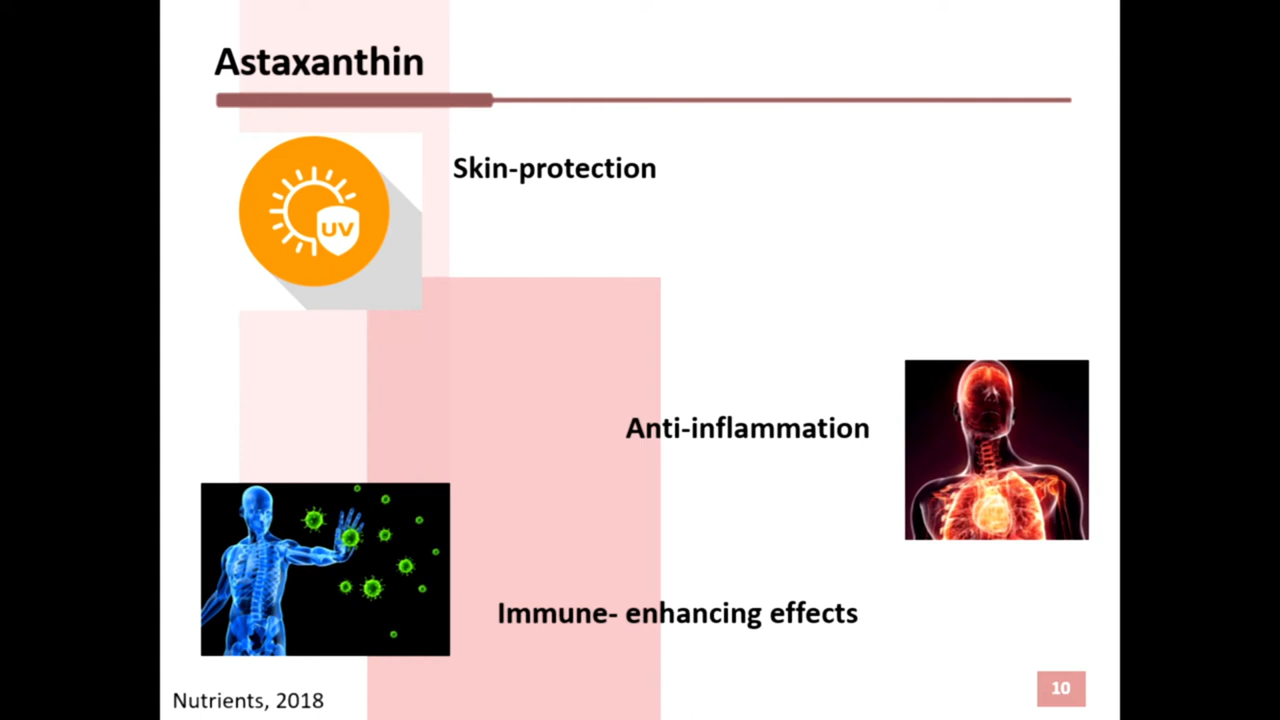 Astaxanthin
Skin-protection
UV
Anti-inflammation
Immune- enhancing effects
Nutrients, 2018
10